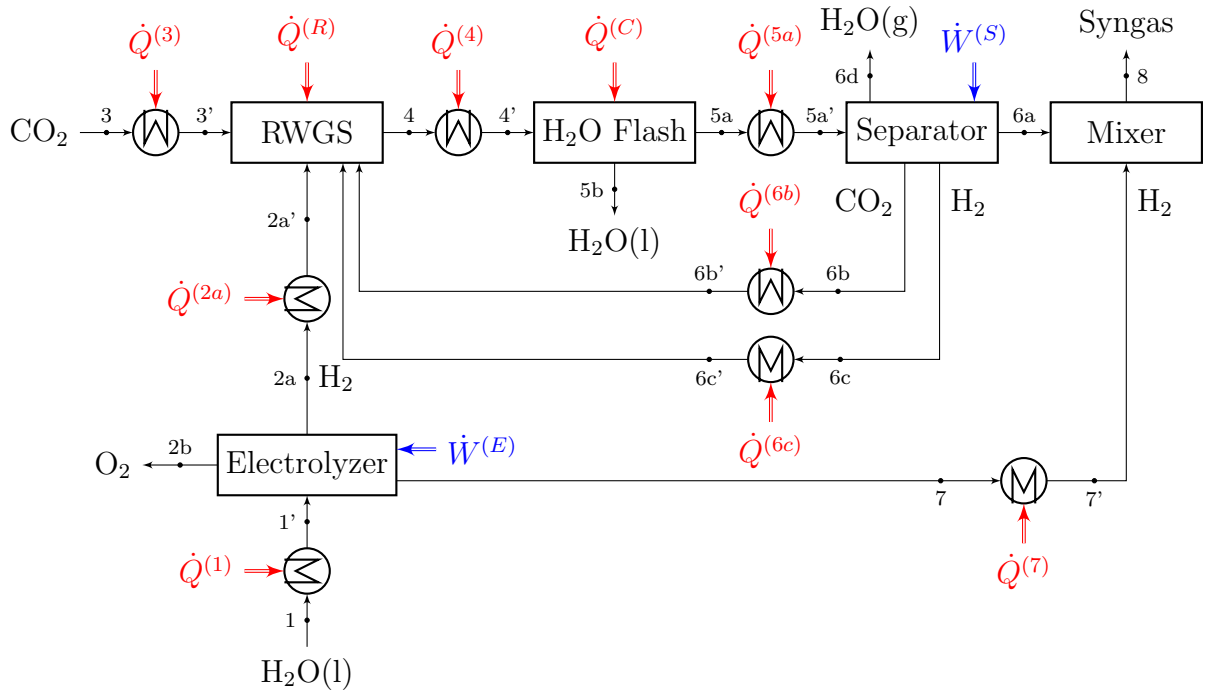 H₂O(g) Syngas
Q̇⁽³⁾ Q̇⁽ᴿ⁾ Q̇⁽⁴⁾ Q̇⁽ᶜ⁾ Q̇⁽⁵ᵃ⁾ Ẇ⁽ˢ⁾
6d 8
CO₂ 3 3' RWGS 4 4' H₂O Flash 5a 5a' Separator 6a Mixer
5b CO₂ H₂ H₂
2a' H₂O(l) Q̇⁽⁶ᵇ⁾
Q̇⁽²ᵃ⁾ 6b' 6b
2a H₂ 6c' 6c
O₂ 2b Electrolyzer Ẇ⁽ᴱ⁾ Q̇⁽⁶ᶜ⁾
7 7'
1'
Q̇⁽¹⁾ Q̇⁽⁷⁾
1
H₂O(l)